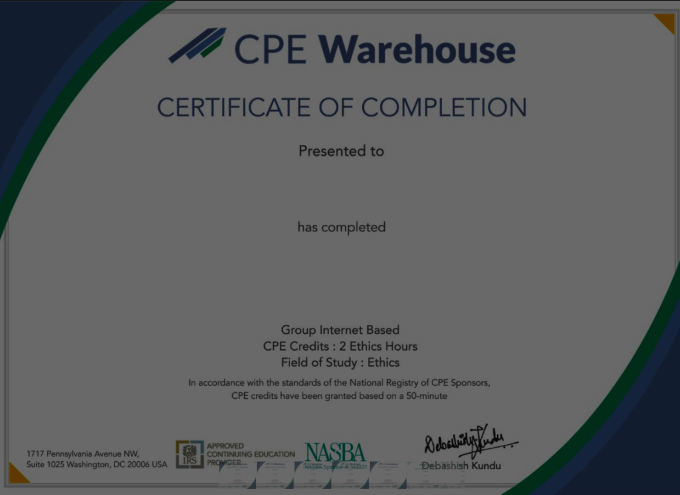 CPE Warehouse
CERTIFICATE OF COMPLETION
Presented to
has completed
Group Internet Based
CPE Credits : 2 Ethics Hours
Field of Study : Ethics
In accordance with the standards of the National Registry of CPE Sponsors,
CPE credits have been granted based on a 50-minute
1717 Pennsylvania Avenue NW,
Suite 1025 Washington, DC 20006 USA
IRS
APPROVED
CONTINUING EDUCATION
PROVIDER
NASBA
Debashish Kundu
Debashish Kundu